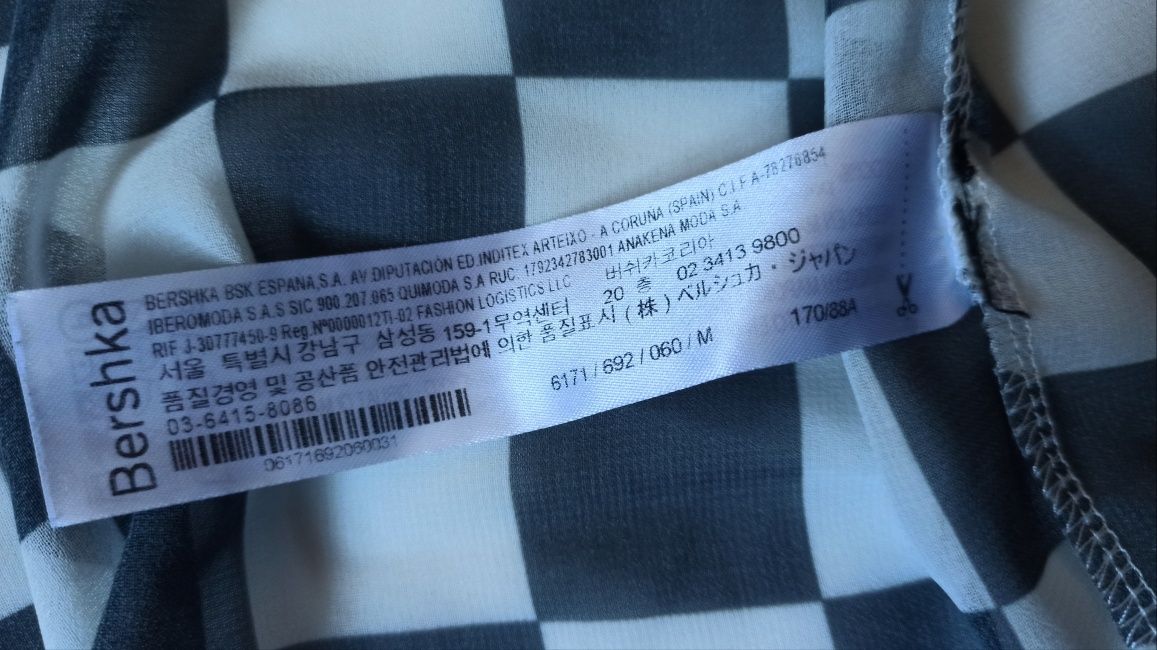 Bershka
BERSHKA BSK ESPAÑA,S.A. AV.DIPUTACIÓN ED.INDITEX ARTEIXO - A CORUÑA (SPAIN) C.I.F A-78276854
IBEROMODA S.A.S SIC 900.207.065 QUIMODA S.A RUC. 1792342783001 ANAKENA MODA S.A
RIF J-30777450-9 Reg.Nº0000012TI-02 FASHION LOGISTICS LLC 버쉬카코리아
서울 특별시 강남구 삼성동 159-1무역센터 20 층 02 3413 9800
품질경영 및 공산품 안전관리법에 의한 품질표시 (株) ベルシュカ・ジャパン
03-6415-8086
6171 / 692 / 060 / M
170/88A
06171692060031